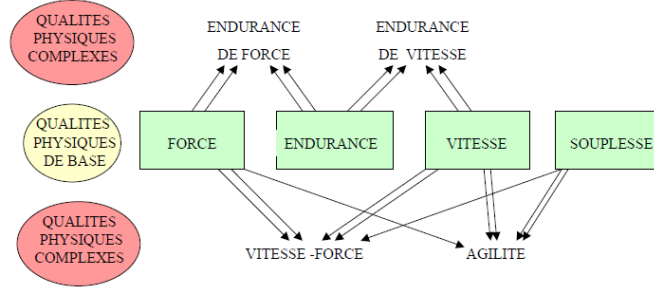 QUALITES
PHYSIQUES
COMPLEXES
ENDURANCE
DE FORCE
ENDURANCE
DE VITESSE
QUALITES
PHYSIQUES
DE BASE
FORCE
ENDURANCE
VITESSE
SOUPLESSE
QUALITES
PHYSIQUES
COMPLEXES
VITESSE -FORCE
AGILITE